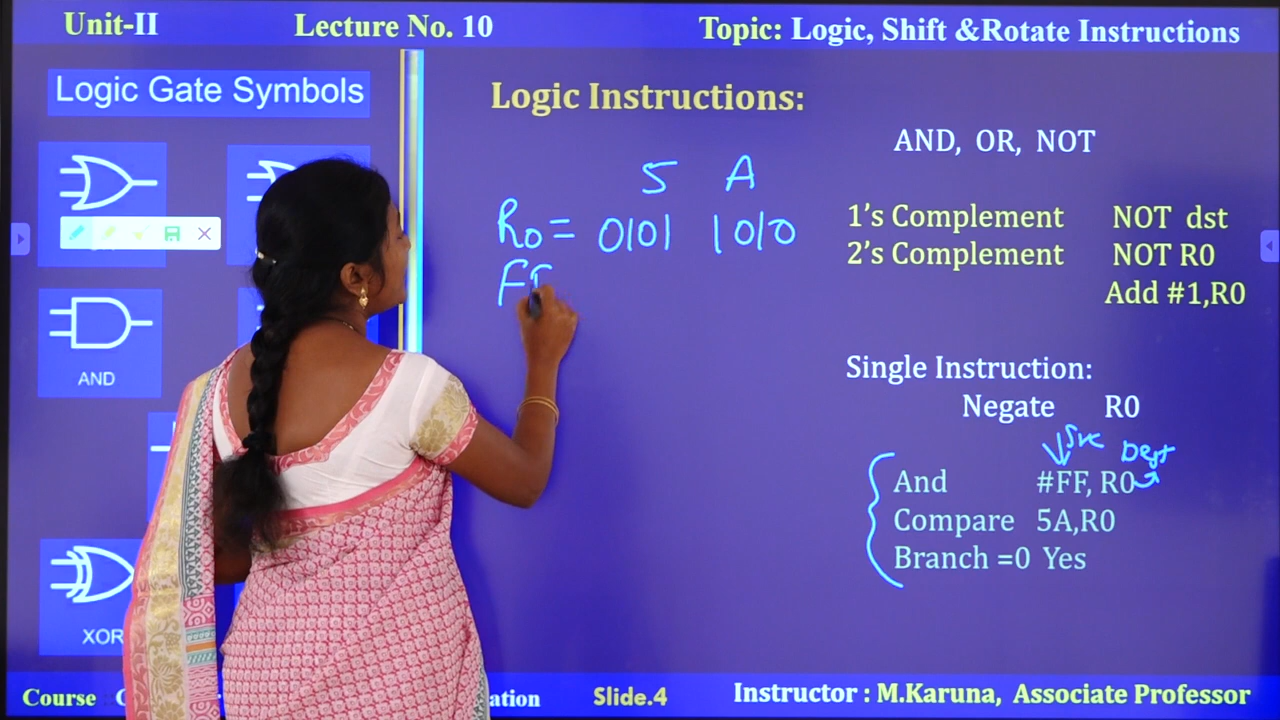 Unit-II Lecture No. 10 Topic: Logic, Shift &Rotate Instructions
Logic Gate Symbols
AND
XOR
Logic Instructions:
5 A
R0 = 0101 1010
FF
AND, OR, NOT
1's Complement NOT dst
2's Complement NOT R0
Add #1,R0
Single Instruction:
Negate R0
Src Dest
And #FF, R0
Compare 5A,R0
Branch =0 Yes
Course Slide.4 Instructor : M.Karuna, Associate Professor